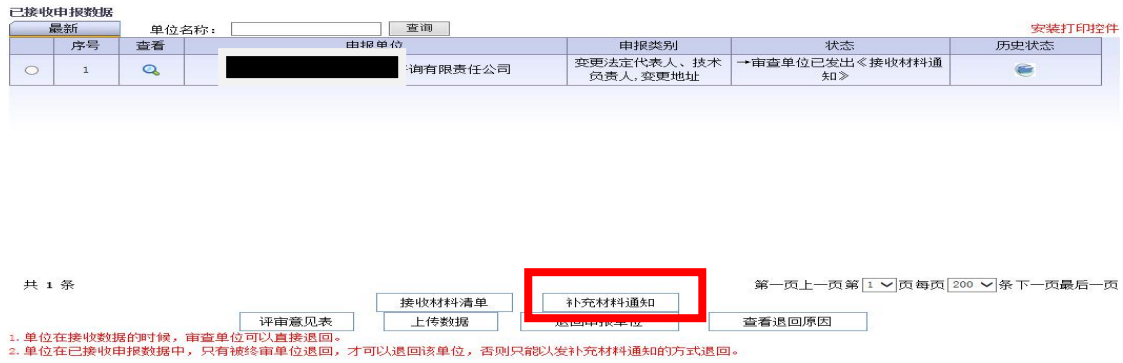 已接收申报数据
最新 单位名称： 查询 安装打印控件
序号 查看 申报单位 申报类别 状态 历史状态
1 询有限责任公司 变更法定代表人、技术负责人,变更地址 →审查单位已发出《接收材料通知》
共 1 条 第一页上一页第 1 页每页 200 条下一页最后一页
接收材料清单 补充材料通知
评审意见表 上传数据 退回申报单位 查看退回原因
1.单位在接收数据的时候，审查单位可以直接退回。
2.单位在已接收申报数据中，只有被终审单位退回，才可以退回该单位，否则只能以发补充材料通知的方式退回。